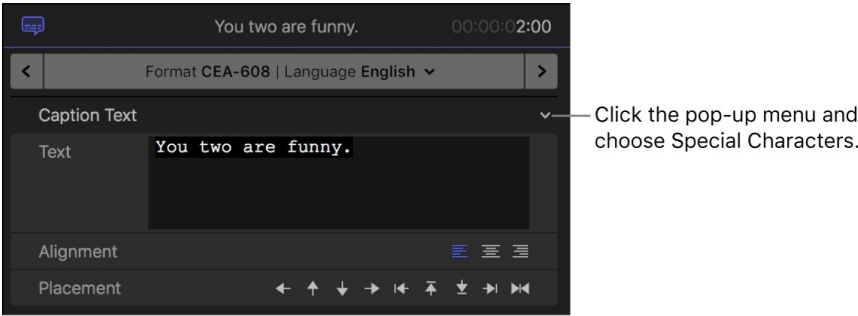 You two are funny. 00:00:02:00
Format CEA-608 | Language English
Caption Text
Click the pop-up menu and
choose Special Characters.
Text You two are funny.
Alignment
Placement